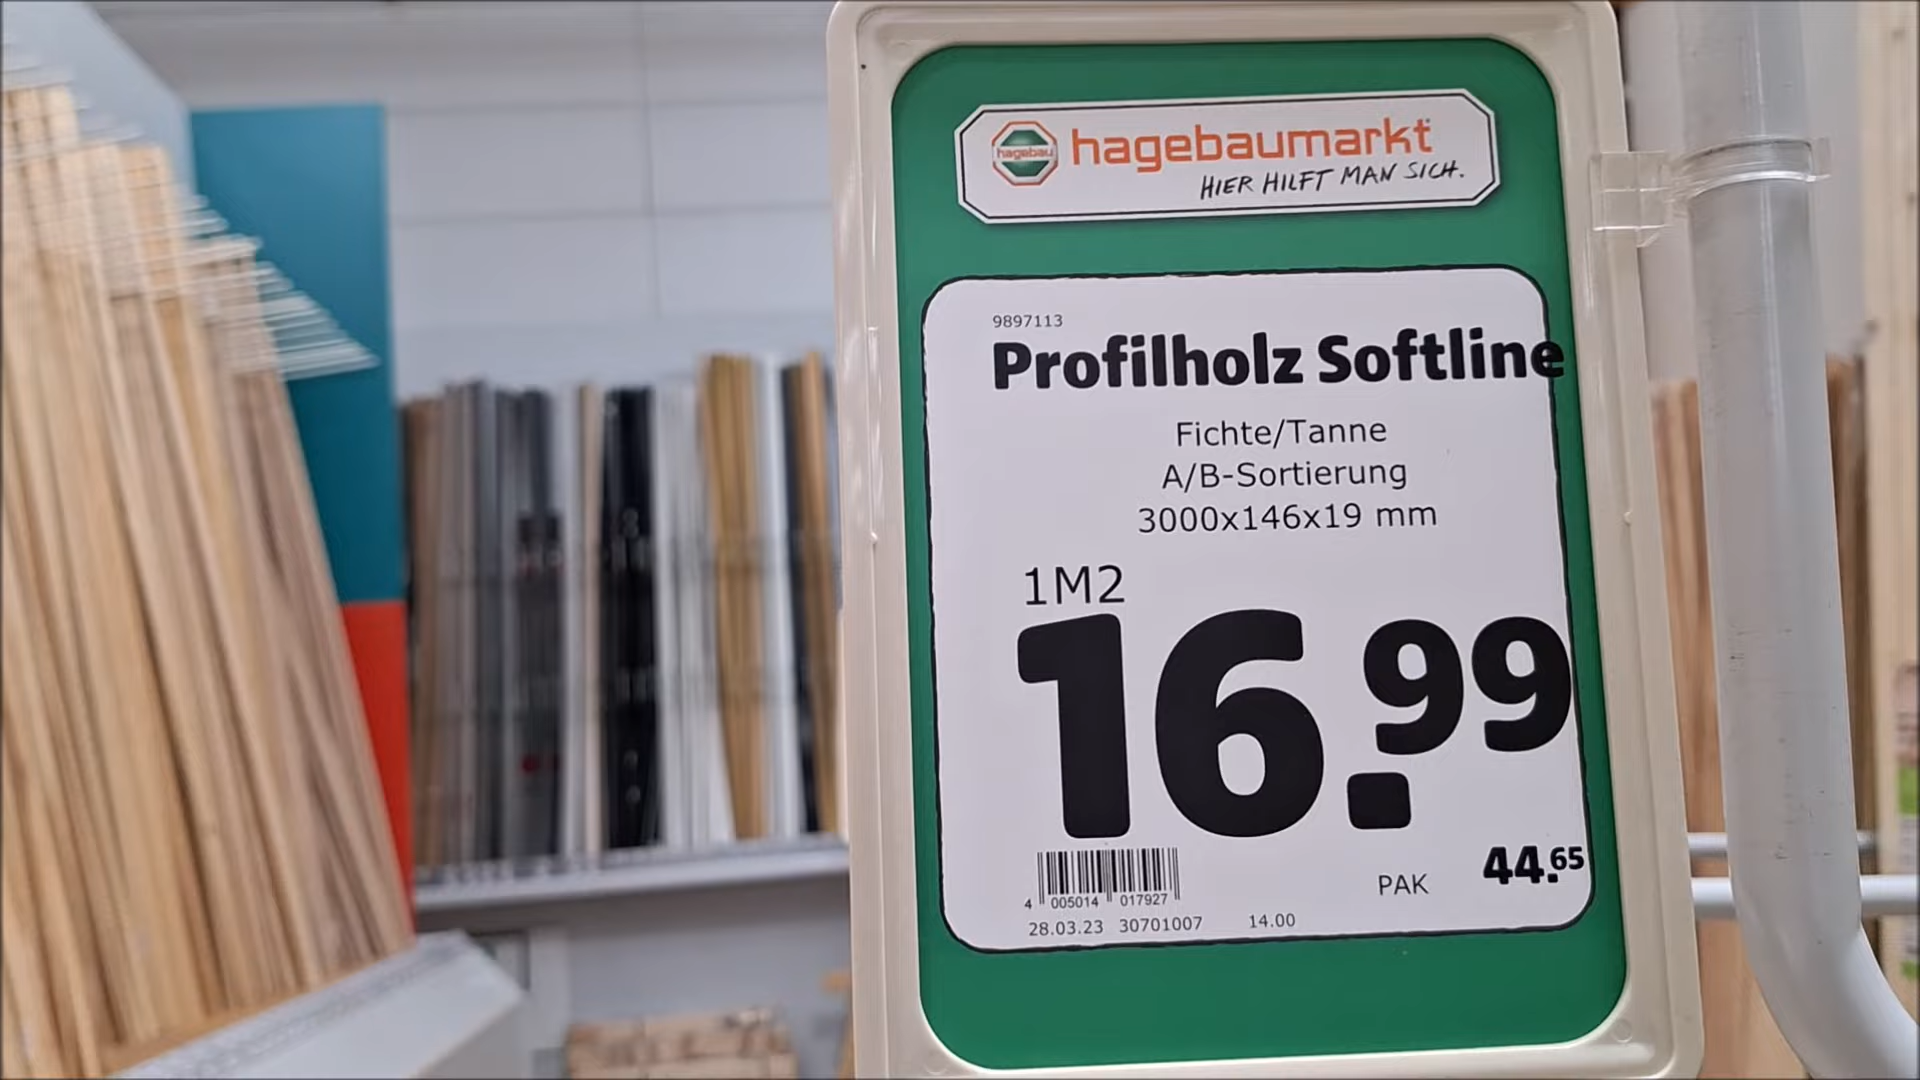 hagebau
hagebaumarkt
HIER HILFT MAN SICH.
9897113
Profilholz Softline
Fichte/Tanne
A/B-Sortierung
3000x146x19 mm
1M2
16.99
4 005014 017927
PAK 44.65
28.03.23 30701007 14.00